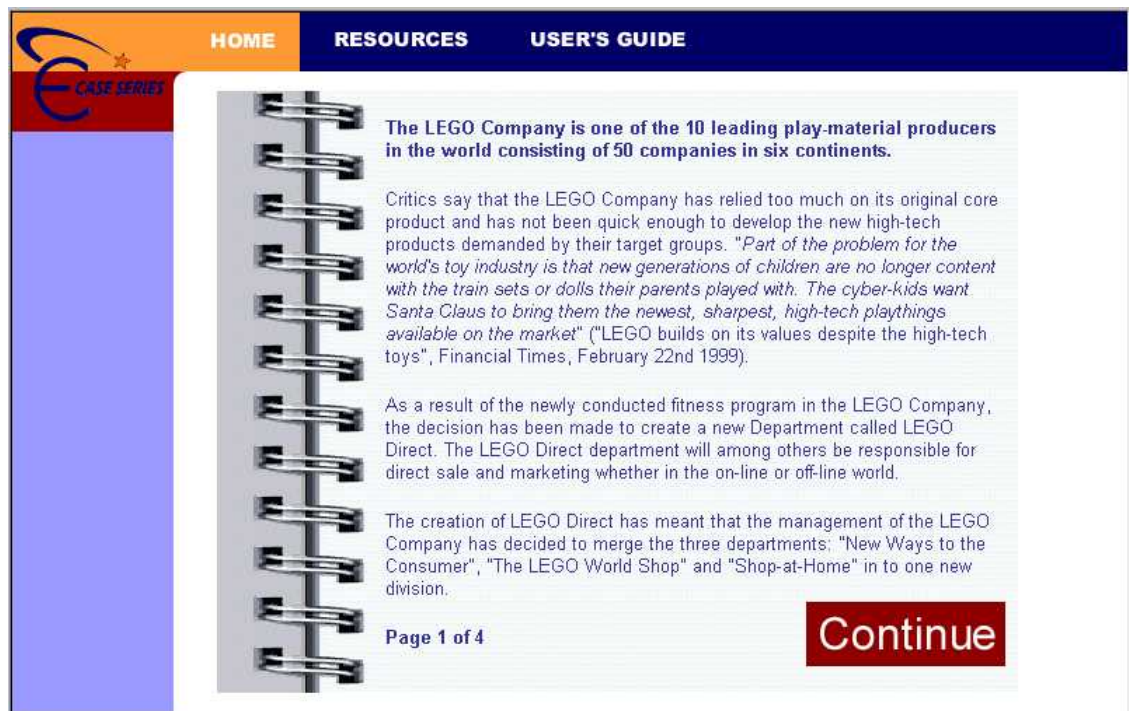 HOME RESOURCES USER'S GUIDE
CASE SERIES
The LEGO Company is one of the 10 leading play-material producers
in the world consisting of 50 companies in six continents.
Critics say that the LEGO Company has relied too much on its original core
product and has not been quick enough to develop the new high-tech
products demanded by their target groups. "Part of the problem for the
world's toy industry is that new generations of children are no longer content
with the train sets or dolls their parents played with. The cyber-kids want
Santa Claus to bring them the newest, sharpest, high-tech playthings
available on the market" ("LEGO builds on its values despite the high-tech
toys", Financial Times, February 22nd 1999).
As a result of the newly conducted fitness program in the LEGO Company,
the decision has been made to create a new Department called LEGO
Direct. The LEGO Direct department will among others be responsible for
direct sale and marketing whether in the on-line or off-line world.
The creation of LEGO Direct has meant that the management of the LEGO
Company has decided to merge the three departments: "New Ways to the
Consumer", "The LEGO World Shop" and "Shop-at-Home" in to one new
division.
Page 1 of 4
Continue